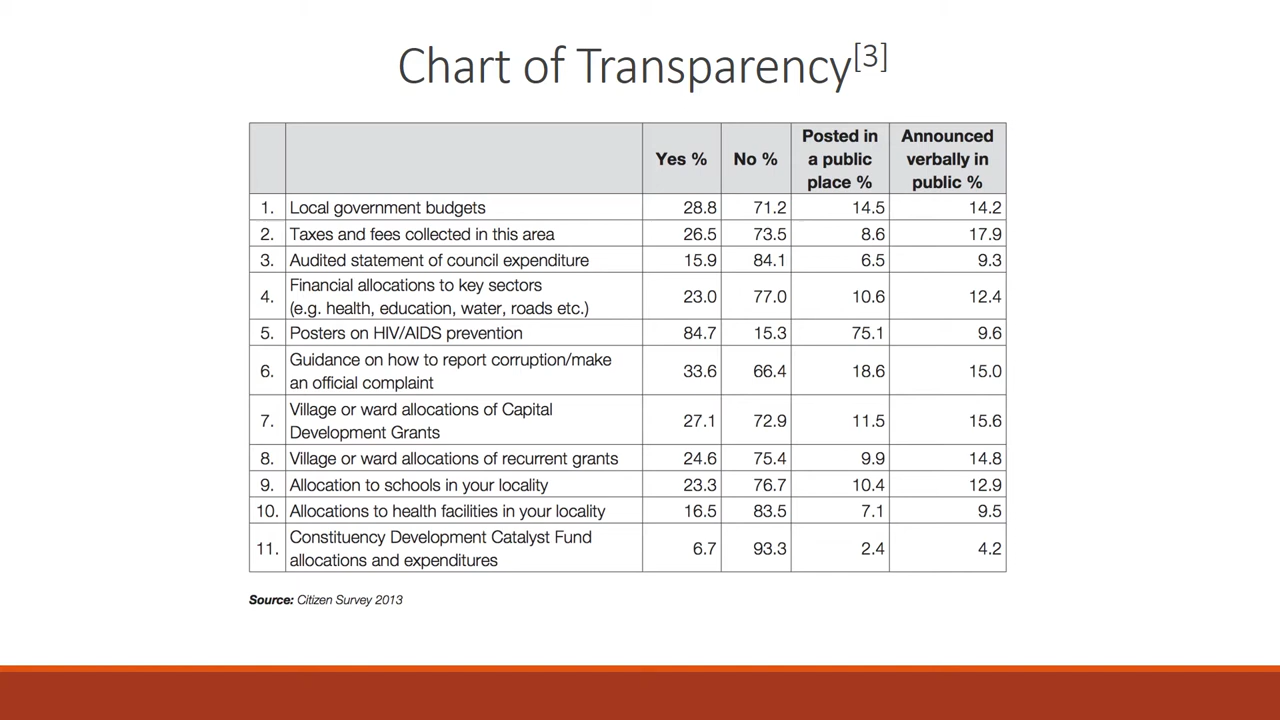 Chart of Transparency[3]
Yes % No % Posted in a public place % Announced verbally in public %
1. Local government budgets 28.8 71.2 14.5 14.2
2. Taxes and fees collected in this area 26.5 73.5 8.6 17.9
3. Audited statement of council expenditure 15.9 84.1 6.5 9.3
4. Financial allocations to key sectors
(e.g. health, education, water, roads etc.) 23.0 77.0 10.6 12.4
5. Posters on HIV/AIDS prevention 84.7 15.3 75.1 9.6
6. Guidance on how to report corruption/make
an official complaint 33.6 66.4 18.6 15.0
7. Village or ward allocations of Capital
Development Grants 27.1 72.9 11.5 15.6
8. Village or ward allocations of recurrent grants 24.6 75.4 9.9 14.8
9. Allocation to schools in your locality 23.3 76.7 10.4 12.9
10. Allocations to health facilities in your locality 16.5 83.5 7.1 9.5
11. Constituency Development Catalyst Fund
allocations and expenditures 6.7 93.3 2.4 4.2
Source: Citizen Survey 2013